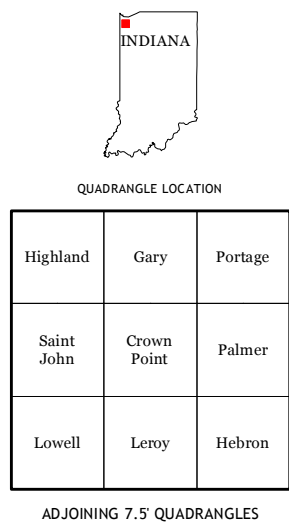 INDIANA
QUADRANGLE LOCATION
Highland Gary Portage
Saint
John
Crown
Point
Palmer
Lowell Leroy Hebron
ADJOINING 7.5' QUADRANGLES